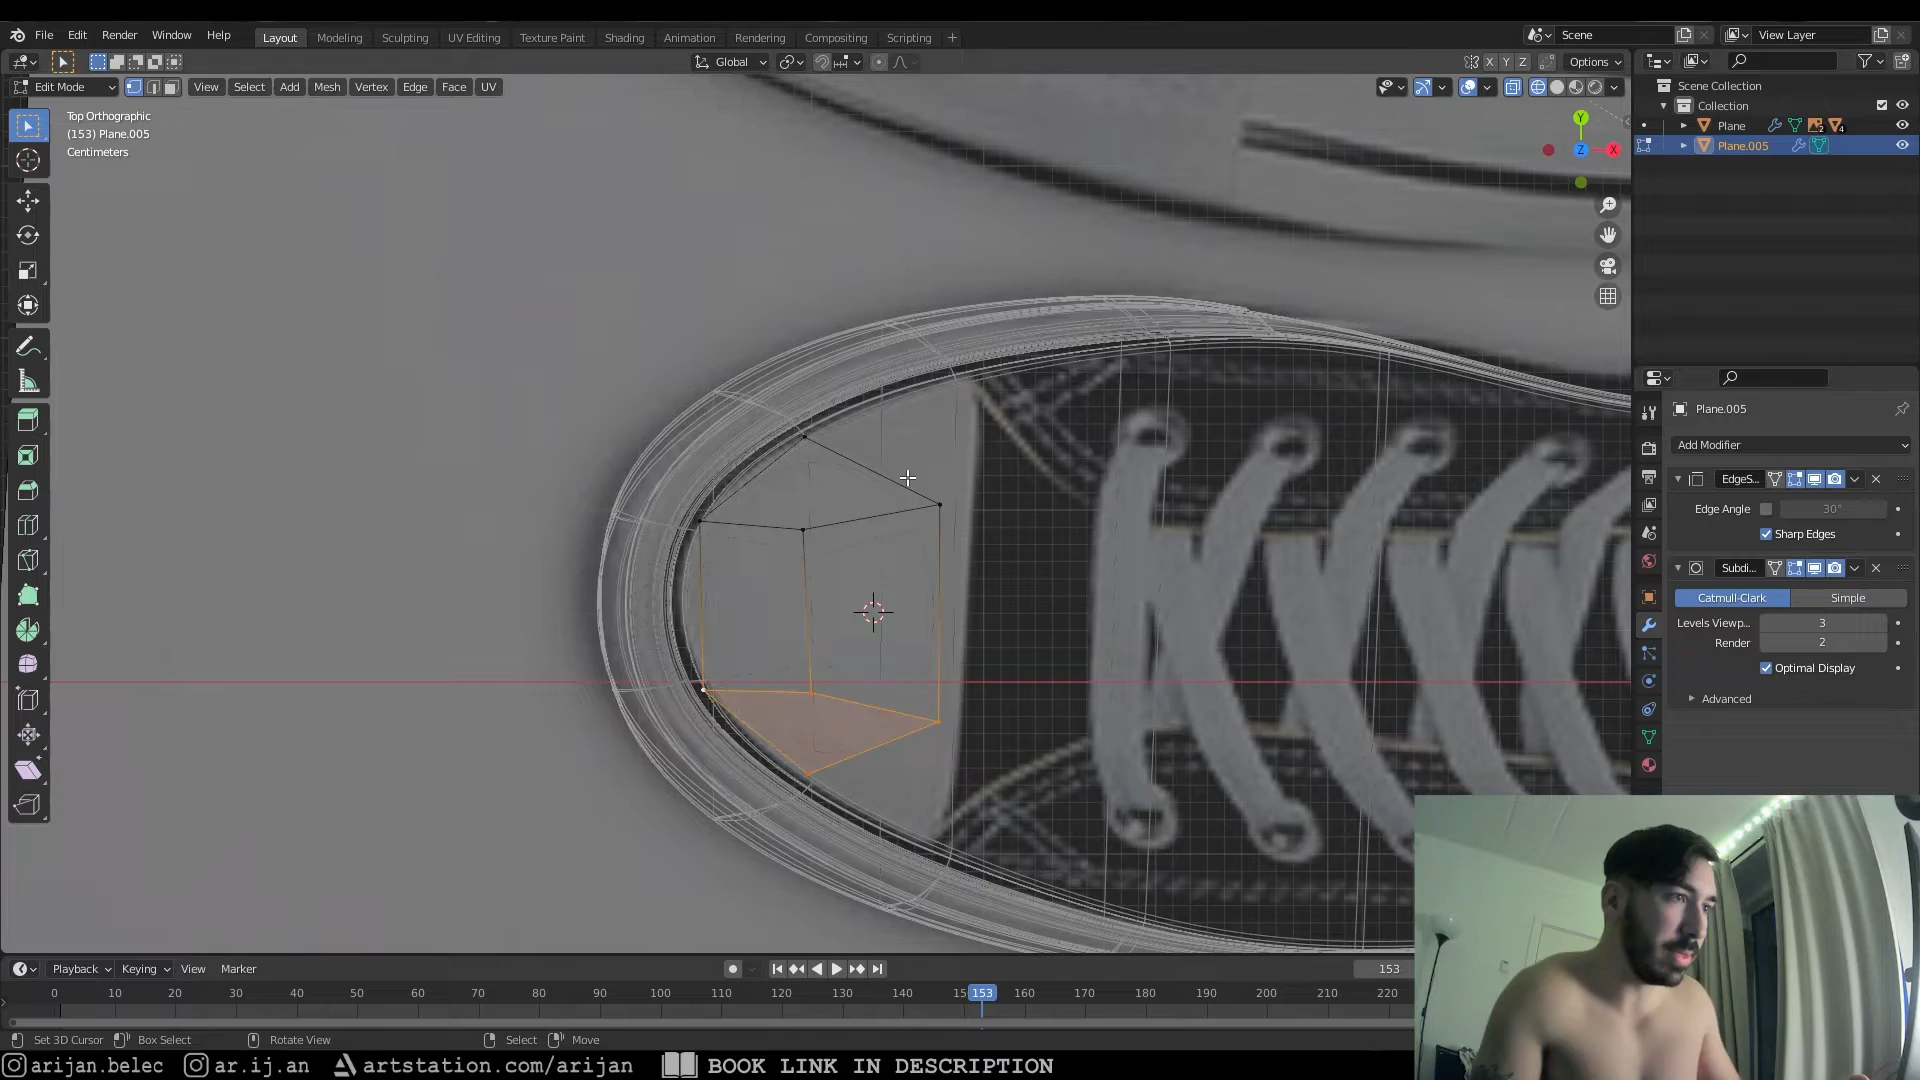 File Edit Render Window Help Layout Modeling Sculpting UV Editing Texture Paint Shading Animation Rendering Compositing Scripting Scene View Layer
Global X Y Z Options
Edit Mode View Select Add Mesh Vertex Edge Face UV
Top Orthographic
(153) Plane.005
Centimeters
Y
Z
X
Scene Collection
Collection
Plane 2 4
Plane.005
Plane.005
Add Modifier
EdgeS...
Edge Angle 30°
Sharp Edges
Subdi...
Catmull-Clark Simple
Levels Viewp... 3
Render 2
Optimal Display
Advanced
Playback Keying View Marker 153
0 10 20 30 40 50 60 70 80 90 100 110 120 130 140 15 153 160 170 180 190 200 210 220
Set 3D Cursor Box Select Rotate View Select Move
arijan.belec ar.ij.an artstation.com/arijan BOOK LINK IN DESCRIPTION